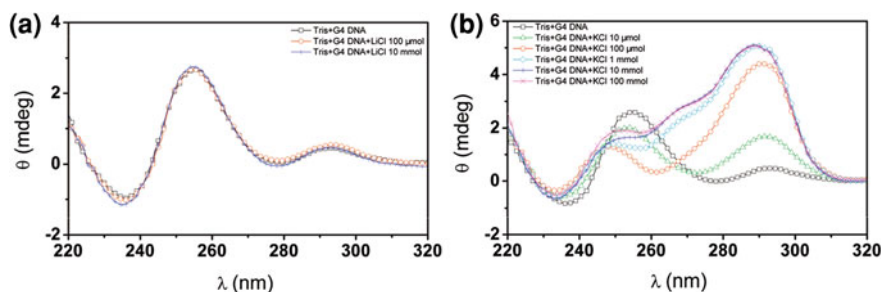 (a)
Tris+G4 DNA
Tris+G4 DNA+LiCl 100 μmol
Tris+G4 DNA+LiCl 10 mmol
θ (mdeg)
4
2
0
-2
220 240 260 280 300 320
λ (nm)
(b)
Tris+G4 DNA
Tris+G4 DNA+KCl 10 μmol
Tris+G4 DNA+KCl 100 μmol
Tris+G4 DNA+KCl 1 mmol
Tris+G4 DNA+KCl 10 mmol
Tris+G4 DNA+KCl 100 mmol
θ (mdeg)
6
4
2
0
-2
220 240 260 280 300 320
λ (nm)